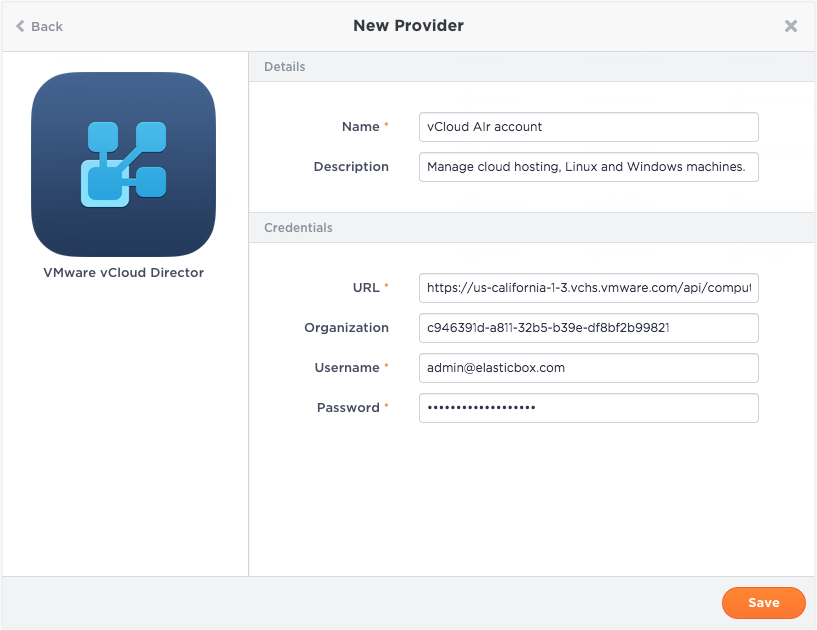 Back
New Provider
Details
Name *
vCloud AIr account
Description
Manage cloud hosting, Linux and Windows machines.
VMware vCloud Director
Credentials
URL *
https://us-california-1-3.vchs.vmware.com/api/comput
Organization
c946391d-a811-32b5-b39e-df8bf2b99821
Username *
admin@elasticbox.com
Password *
••••••••••••••••••
Save